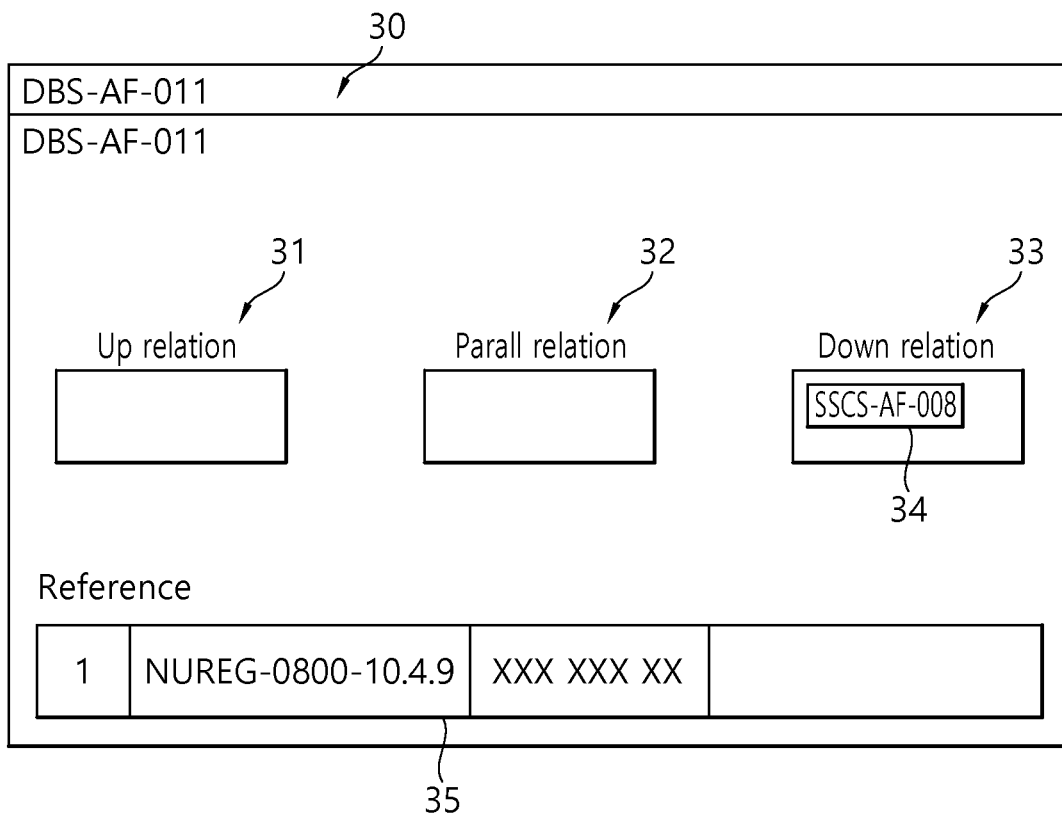 30
DBS-AF-011
DBS-AF-011
31 32 33
Up relation Parall relation Down relation
SSCS-AF-008
34
Reference
1 NUREG-0800-10.4.9 XXX XXX XX
35